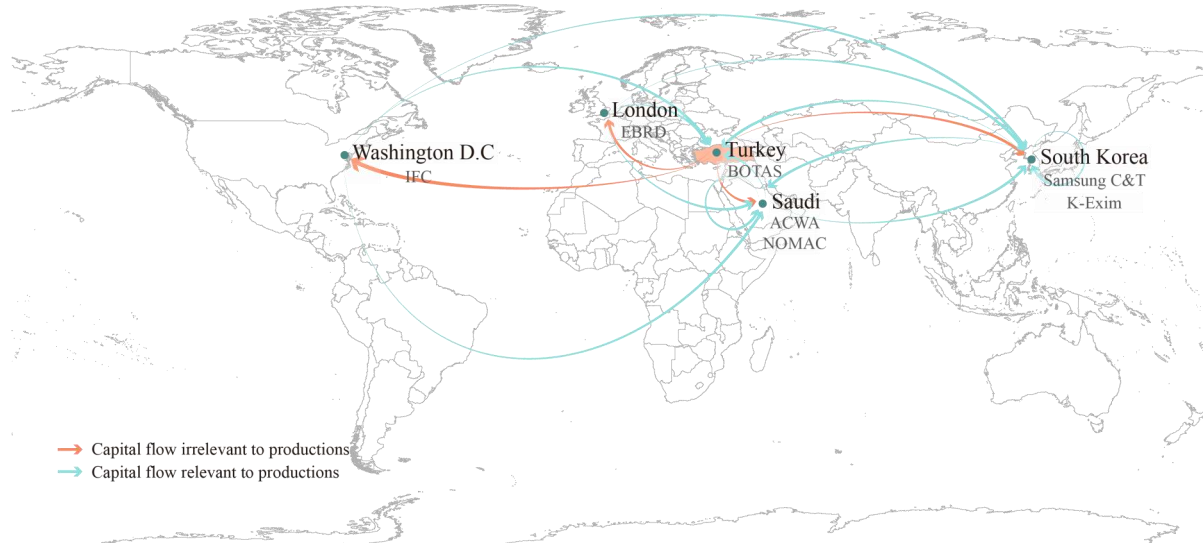 London
EBRD
Washington D.C
IFC
Turkey
BOTAS
South Korea
Samsung C&T
K-Exim
Saudi
ACWA
NOMAC
Capital flow irrelevant to productions
Capital flow relevant to productions